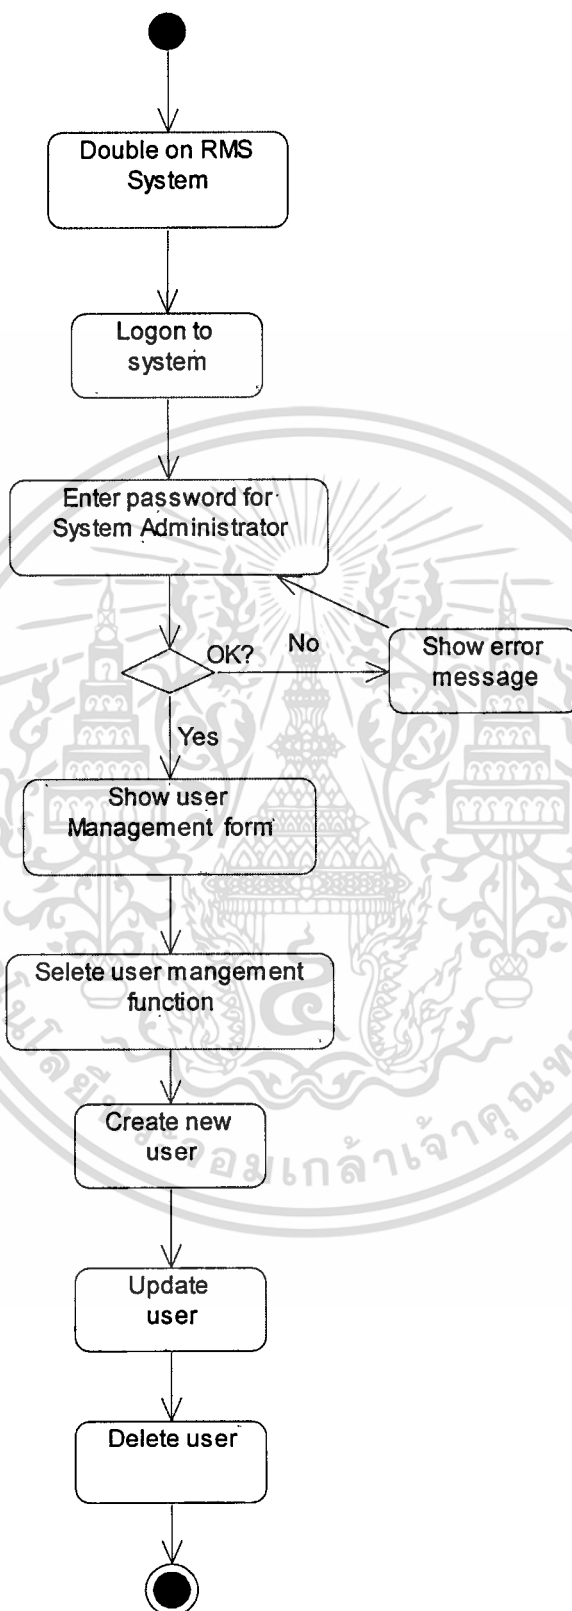 Double on RMS
System
Logon to
system
Enter password for
System Administrator
OK?
No
Show error
message
Yes
Show user
Management form
Selete user mangement
function
Create new
user
Update
user
Delete user